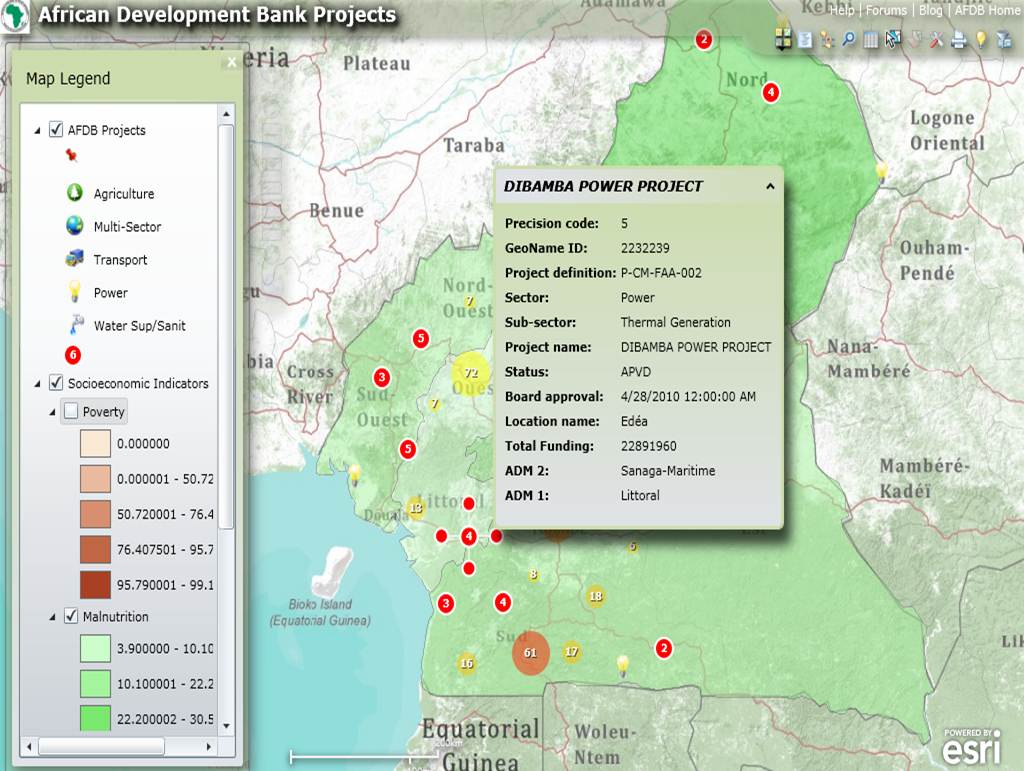 African Development Bank Projects
Help | Forums | Blog | AFDB Home
Map Legend
x
AFDB Projects
Agriculture
Multi-Sector
Transport
Power
Water Sup/Sanit
6
Socioeconomic Indicators
Poverty
0.000000
0.000001 - 50.72
50.720001 - 76.4
76.407501 - 95.7
95.790001 - 99.1
Malnutrition
3.900000 - 10.10
10.100001 - 22.2
22.200002 - 30.5
DIBAMBA POWER PROJECT
Precision code: 5
GeoName ID: 2232239
Project definition: P-CM-FAA-002
Sector: Power
Sub-sector: Thermal Generation
Project name: DIBAMBA POWER PROJECT
Status: APVD
Board approval: 4/28/2010 12:00:00 AM
Location name: Edéa
Total Funding: 22891960
ADM 2: Sanaga-Maritime
ADM 1: Littoral
Adamawa
Plateau
2
Nord
4
Taraba
Logone
Oriental
Benue
Ouham-
Pendé
Nord-
Ouest
7
5
Nana-
Mambéré
Cross
River
3
72
Sud-
Ouest
7
5
Mambéré-
Kadéï
Littoral
13
Douala
4
6
8
Bioko Island
(Equatorial Guinea)
3
4
18
Sud
61
17
2
16
Equatorial
Guinea
Woleu-
Ntem
POWERED BY
esri